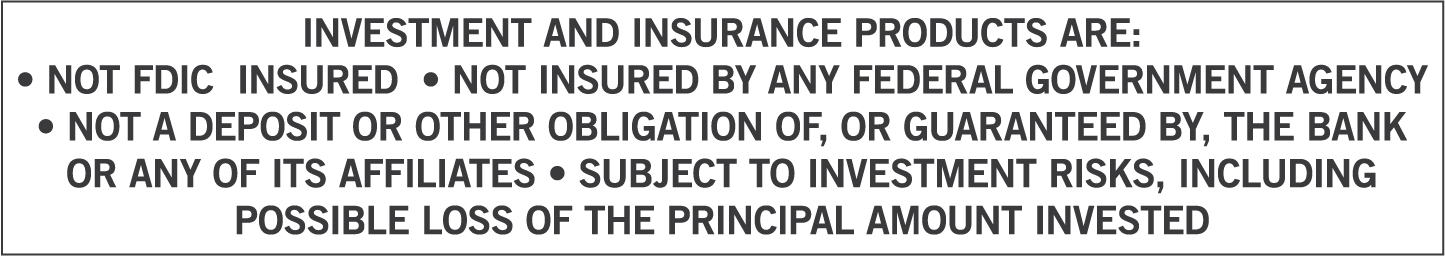 INVESTMENT AND INSURANCE PRODUCTS ARE:
• NOT FDIC  INSURED  • NOT INSURED BY ANY FEDERAL GOVERNMENT AGENCY
• NOT A DEPOSIT OR OTHER OBLIGATION OF, OR GUARANTEED BY, THE BANK
OR ANY OF ITS AFFILIATES • SUBJECT TO INVESTMENT RISKS, INCLUDING
POSSIBLE LOSS OF THE PRINCIPAL AMOUNT INVESTED